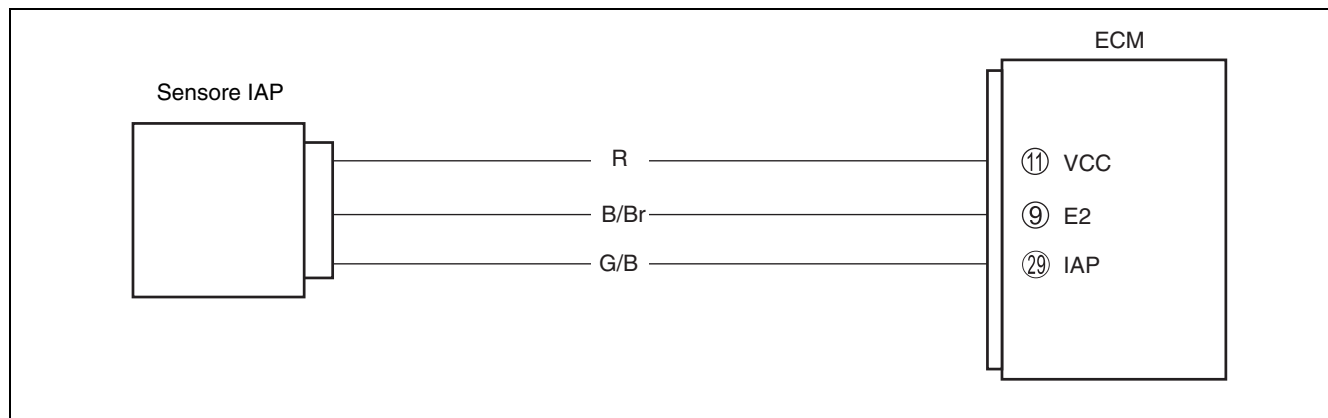 ECM
Sensore IAP
R
⑪ VCC
B/Br
⑨ E2
G/B
㉙ IAP